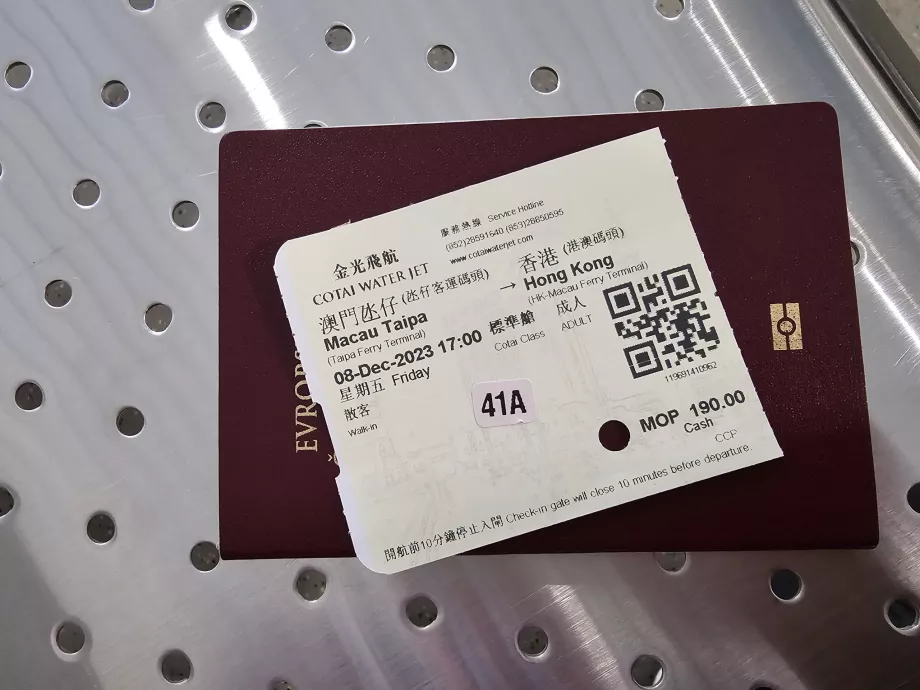 金光飛航
COTAI WATER JET
服務熱線 Service Hotline
(852)28591640 (853)28850595
www.cotaiwaterjet.com
澳門氹仔 (氹仔客運碼頭) → 香港 (港澳碼頭)
Macau Taipa Hong Kong
(Taipa Ferry Terminal) (HK-Macau Ferry Terminal)
08-Dec-2023 17:00 標準艙 成人
星期五 Friday Cotai Class ADULT
散客
Walk-in
41A
119691410962
MOP 190.00
Cash
CCP
開航前10分鐘停止入閘 Check-in gate will close 10 minutes before departure.
EVROPS